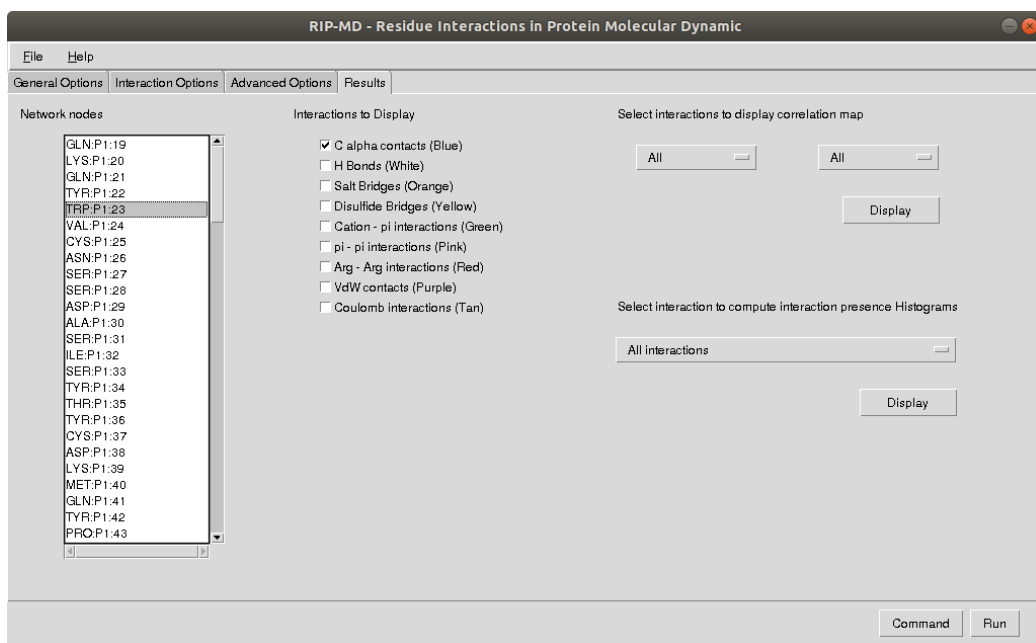 RIP-MD - Residue Interactions in Protein Molecular Dynamic
File Help
General Options Interaction Options Advanced Options Results
Network nodes
GLN:P1:19
LYS:P1:20
GLN:P1:21
TYR:P1:22
TRP:P1:23
VAL:P1:24
CYS:P1:25
ASN:P1:26
SER:P1:27
SER:P1:28
ASP:P1:29
ALA:P1:30
SER:P1:31
ILE:P1:32
SER:P1:33
TYR:P1:34
THR:P1:35
TYR:P1:36
CYS:P1:37
ASP:P1:38
LYS:P1:39
MET:P1:40
GLN:P1:41
TYR:P1:42
PRO:P1:43
Interactions to Display
C alpha contacts (Blue)
H Bonds (White)
Salt Bridges (Orange)
Disulfide Bridges (Yellow)
Cation - pi interactions (Green)
pi - pi interactions (Pink)
Arg - Arg interactions (Red)
VdW contacts (Purple)
Coulomb interactions (Tan)
Select interactions to display correlation map
All All
Display
Select interaction to compute interaction presence Histograms
All interactions
Display
Command Run